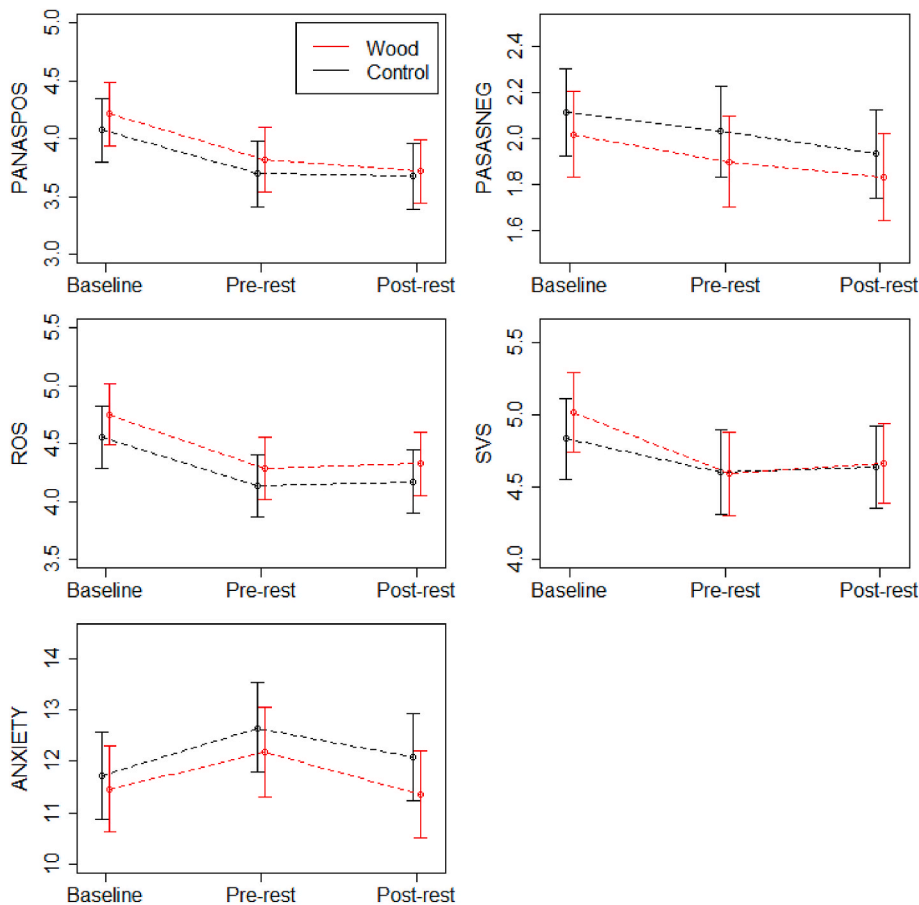 PANASPOS
5.0
4.5
4.0
3.5
3.0
Wood
Control
Baseline Pre-rest Post-rest
PASASNEG
2.4
2.2
2.0
1.8
1.6
Baseline Pre-rest Post-rest
ROS
5.5
5.0
4.5
4.0
3.5
Baseline Pre-rest Post-rest
SVS
5.5
5.0
4.5
4.0
Baseline Pre-rest Post-rest
ANXIETY
14
13
12
11
10
Baseline Pre-rest Post-rest